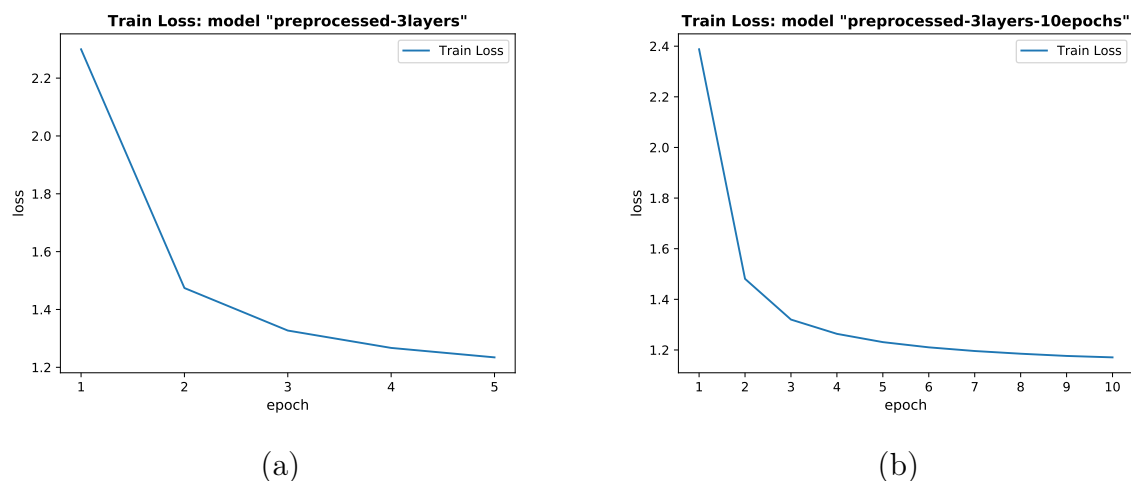 Train Loss: model "preprocessed-3layers"
Train Loss
2.2
2.0
1.8
1.6
1.4
1.2
loss
1 2 3 4 5
epoch
(a)
Train Loss: model "preprocessed-3layers-10epochs"
Train Loss
2.4
2.2
2.0
1.8
1.6
1.4
1.2
loss
1 2 3 4 5 6 7 8 9 10
epoch
(b)